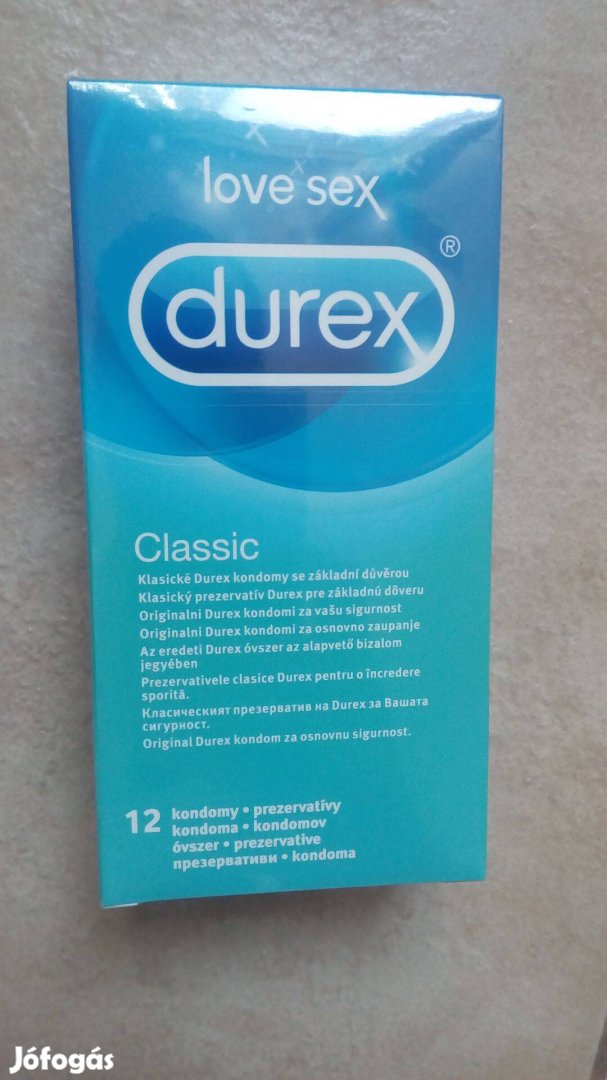 love sex
durex®
Classic
Klasické Durex kondomy se základní důvěrou
Klasický prezervatív Durex pre základnú dôveru
Originalni Durex kondomi za vašu sigurnost
Originalni Durex kondomi za osnovno zaupanje
Az eredeti Durex óvszer az alapvető bizalom
jegyében
Prezervativele clasice Durex pentru o încredere
sporită.
Класическият презерватив на Durex за Вашата
сигурност.
Original Durex kondom za osnovnu sigurnost.
12 kondomy • prezervatívy
kondoma • kondomov
óvszer • prezervative
презервативи • kondoma
Jófogás